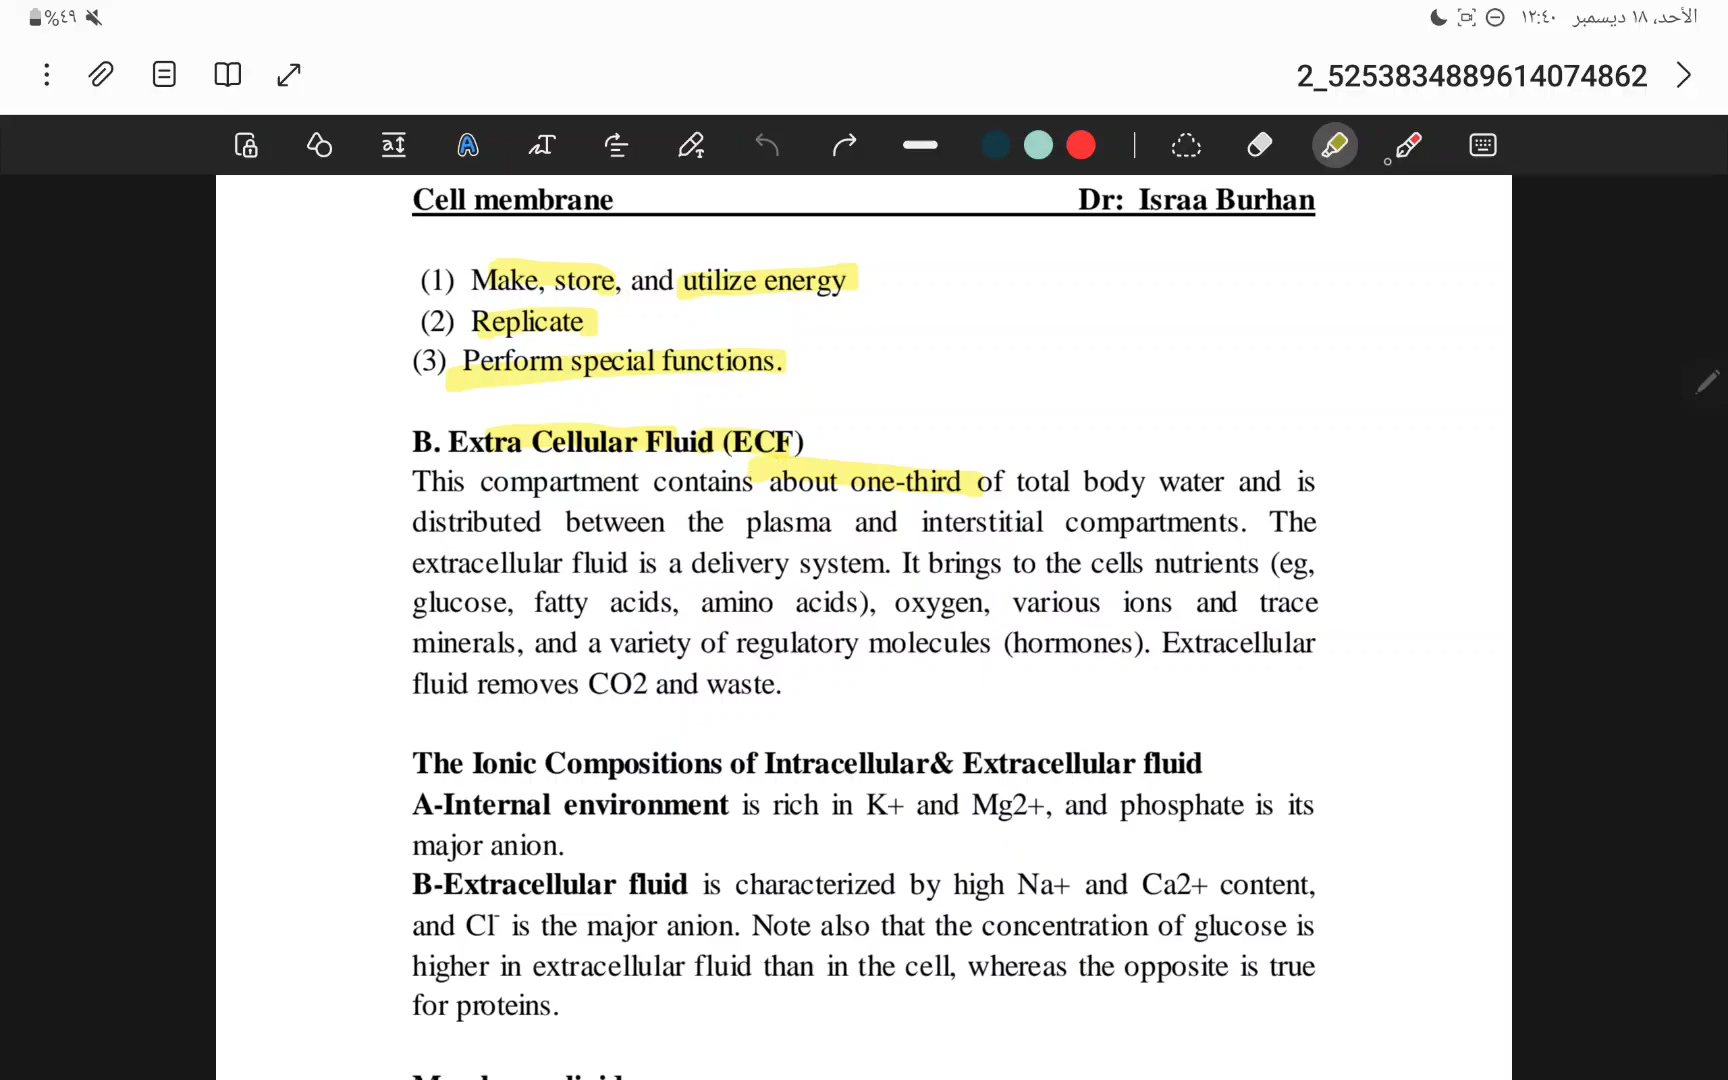 %٤٩
الأحد، ١٨ ديسمبر ١٢:٤٠
2_5253834889614074862
Cell membrane Dr: Israa Burhan
(1) Make, store, and utilize energy
(2) Replicate
(3) Perform special functions.
B. Extra Cellular Fluid (ECF)
This compartment contains about one-third of total body water and is
distributed between the plasma and interstitial compartments. The
extracellular fluid is a delivery system. It brings to the cells nutrients (eg,
glucose, fatty acids, amino acids), oxygen, various ions and trace
minerals, and a variety of regulatory molecules (hormones). Extracellular
fluid removes CO2 and waste.
The Ionic Compositions of Intracellular& Extracellular fluid
A-Internal environment is rich in K+ and Mg2+, and phosphate is its
major anion.
B-Extracellular fluid is characterized by high Na+ and Ca2+ content,
and Cl⁻ is the major anion. Note also that the concentration of glucose is
higher in extracellular fluid than in the cell, whereas the opposite is true
for proteins.